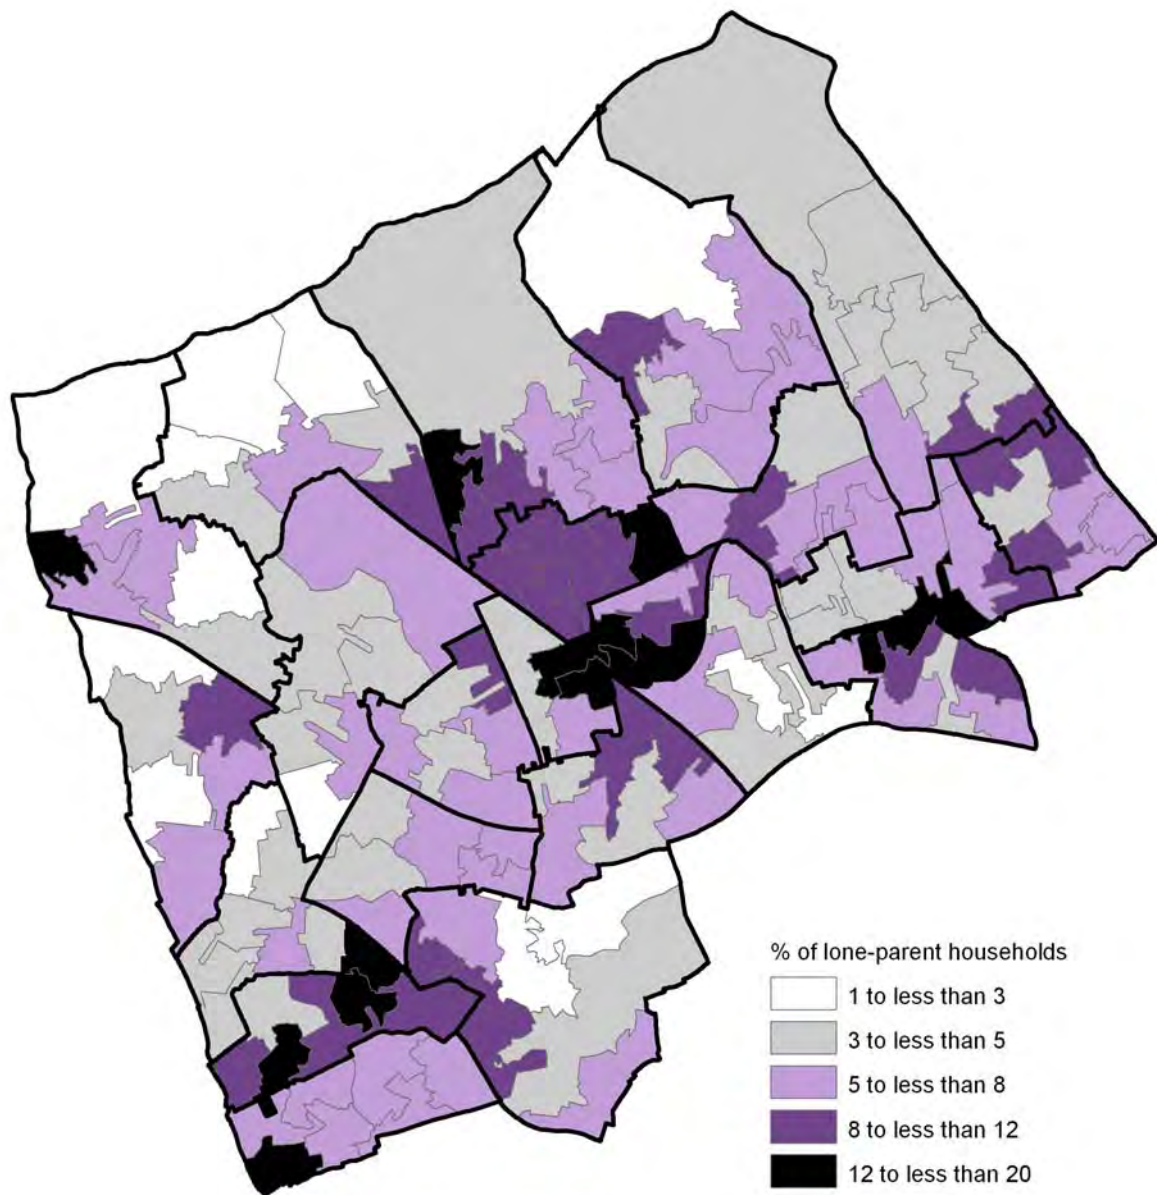 % of lone-parent households
1 to less than 3
3 to less than 5
5 to less than 8
8 to less than 12
12 to less than 20